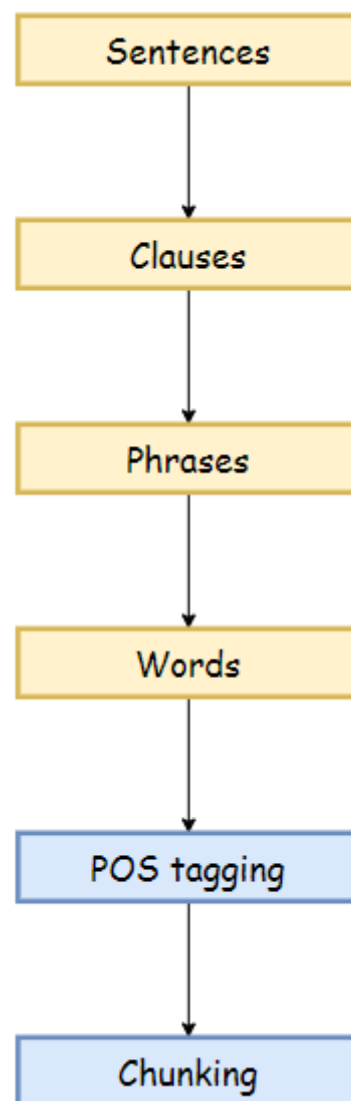 Sentences
Clauses
Phrases
Words
POS tagging
Chunking